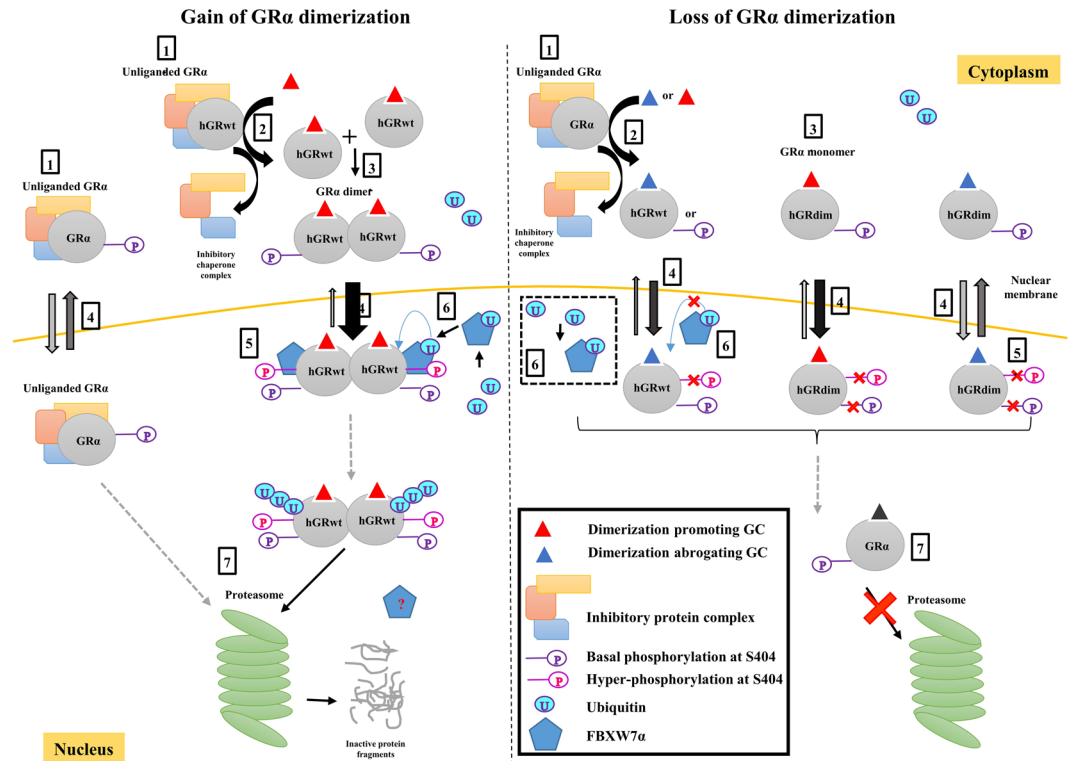 Gain of GRα dimerization
1
Unliganded GRα
hGRwt
2
hGRwt
+
hGRwt
3
GRα dimer
hGRwt
hGRwt
P
P
U
U
Inhibitory
chaperone
complex
1
Unliganded GRα
GRα
P
4
4
5
6
U
U
hGRwt
hGRwt
P
P
P
P
U
U
Unliganded GRα
GRα
P
U
U
U
U
U
U
hGRwt
hGRwt
P
P
P
P
7
Proteasome
?
Inactive protein
fragments
Nucleus
Loss of GRα dimerization
Cytoplasm
1
Unliganded GRα
GRα
or
2
hGRwt
or
P
Inhibitory
chaperone
complex
3
GRα monomer
hGRdim
P
U
U
hGRdim
P
4
4
4
Nuclear
membrane
U
U
U
6
U
6
hGRwt
P
P
hGRdim
P
P
5
hGRdim
P
P
GRα
P
7
Proteasome
Dimerization promoting GC
Dimerization abrogating GC
Inhibitory protein complex
P
Basal phosphorylation at S404
P
Hyper-phosphorylation at S404
U
Ubiquitin
FBXW7α